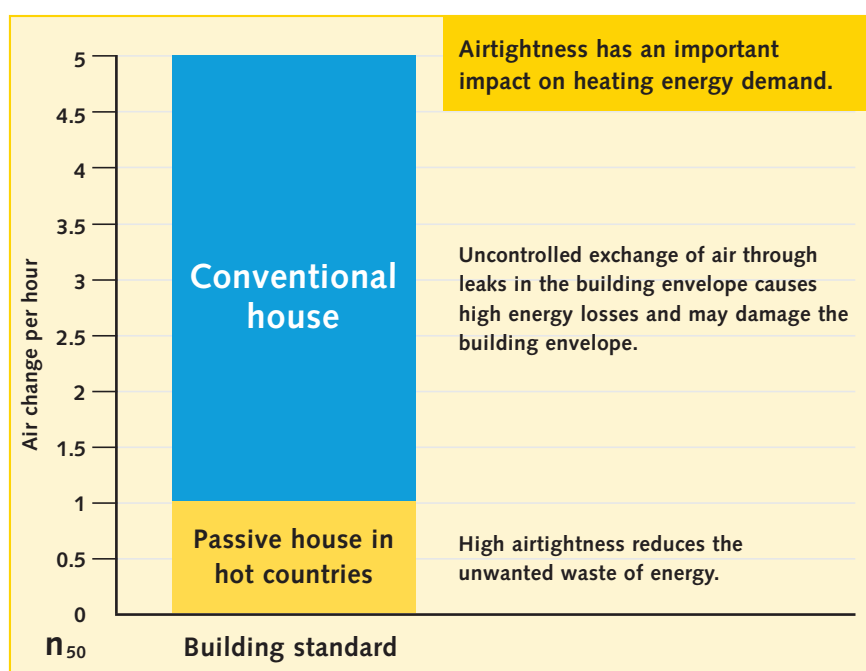 Airtightness has an important
impact on heating energy demand.
5
4.5
4
3.5
3
2.5
2
1.5
1
0.5
0
Air change per hour
Conventional
house
Uncontrolled exchange of air through
leaks in the building envelope causes
high energy losses and may damage the
building envelope.
Passive house in
hot countries
High airtightness reduces the
unwanted waste of energy.
n50
Building standard